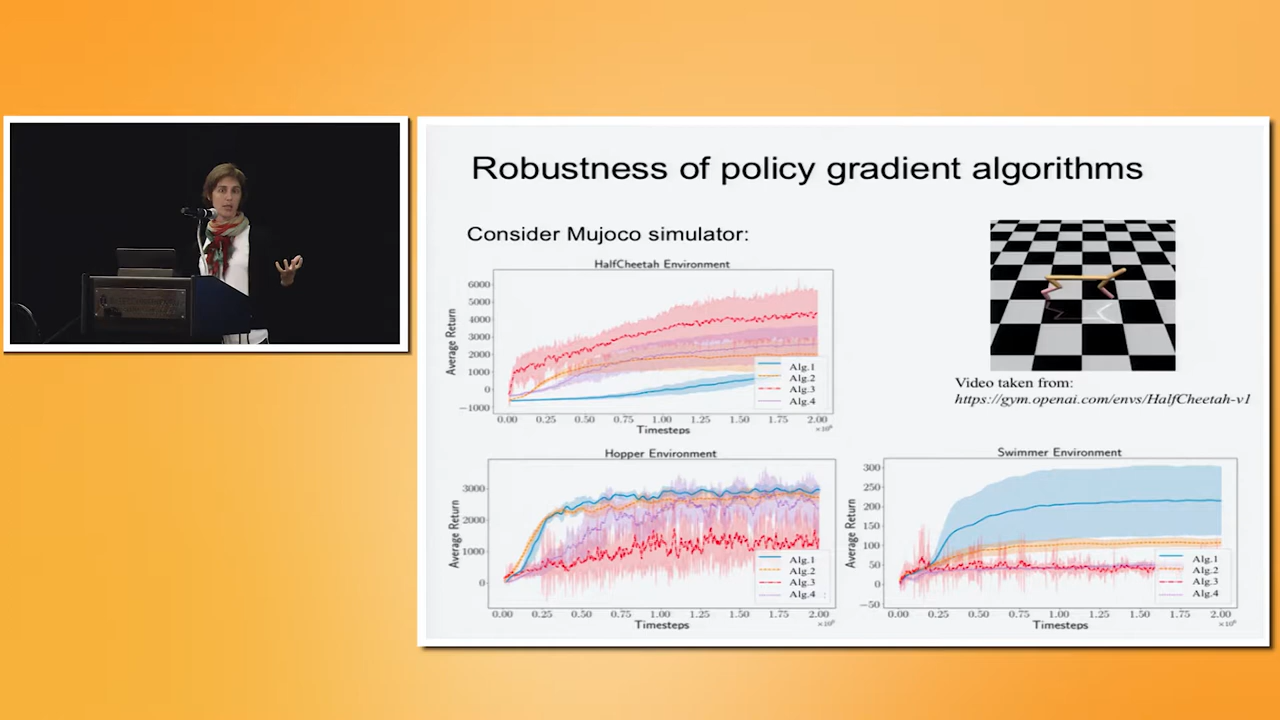 Robustness of policy gradient algorithms
Consider Mujoco simulator:
HalfCheetah Environment
Average Return
6000
5000
4000
3000
2000
1000
0
−1000
0.00 0.25 0.50 0.75 1.00 1.25 1.50 1.75 2.00
Timesteps
×10⁶
Alg.1
Alg.2
Alg.3
Alg.4
Video taken from:
https://gym.openai.com/envs/HalfCheetah-v1
Hopper Environment
Average Return
3000
2000
1000
0
0.00 0.25 0.50 0.75 1.00 1.25 1.50 1.75 2.00
Timesteps
×10⁶
Alg.1
Alg.2
Alg.3
Alg.4
Swimmer Environment
Average Return
300
250
200
150
100
50
0
−50
0.00 0.25 0.50 0.75 1.00 1.25 1.50 1.75 2.00
Timesteps
×10⁶
Alg.1
Alg.2
Alg.3
Alg.4